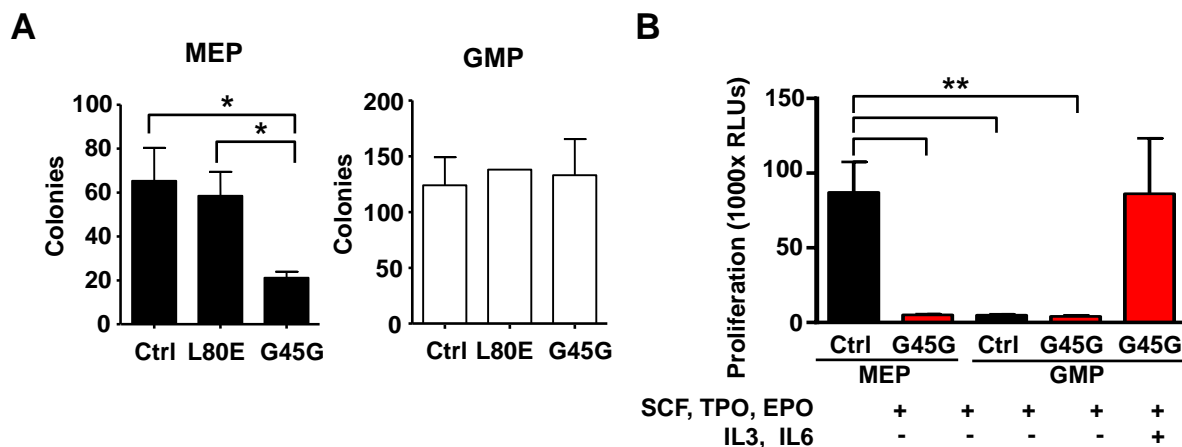 A
MEP
GMP
Colonies
100
80
60
40
20
0
*
*
Ctrl L80E G45G
Colonies
200
150
100
50
0
Ctrl L80E G45G
B
Proliferation (1000x RLUs)
150
100
50
0
**
Ctrl G45G Ctrl G45G G45G
MEP GMP
SCF, TPO, EPO + + + + +
IL3, IL6 - - - - +